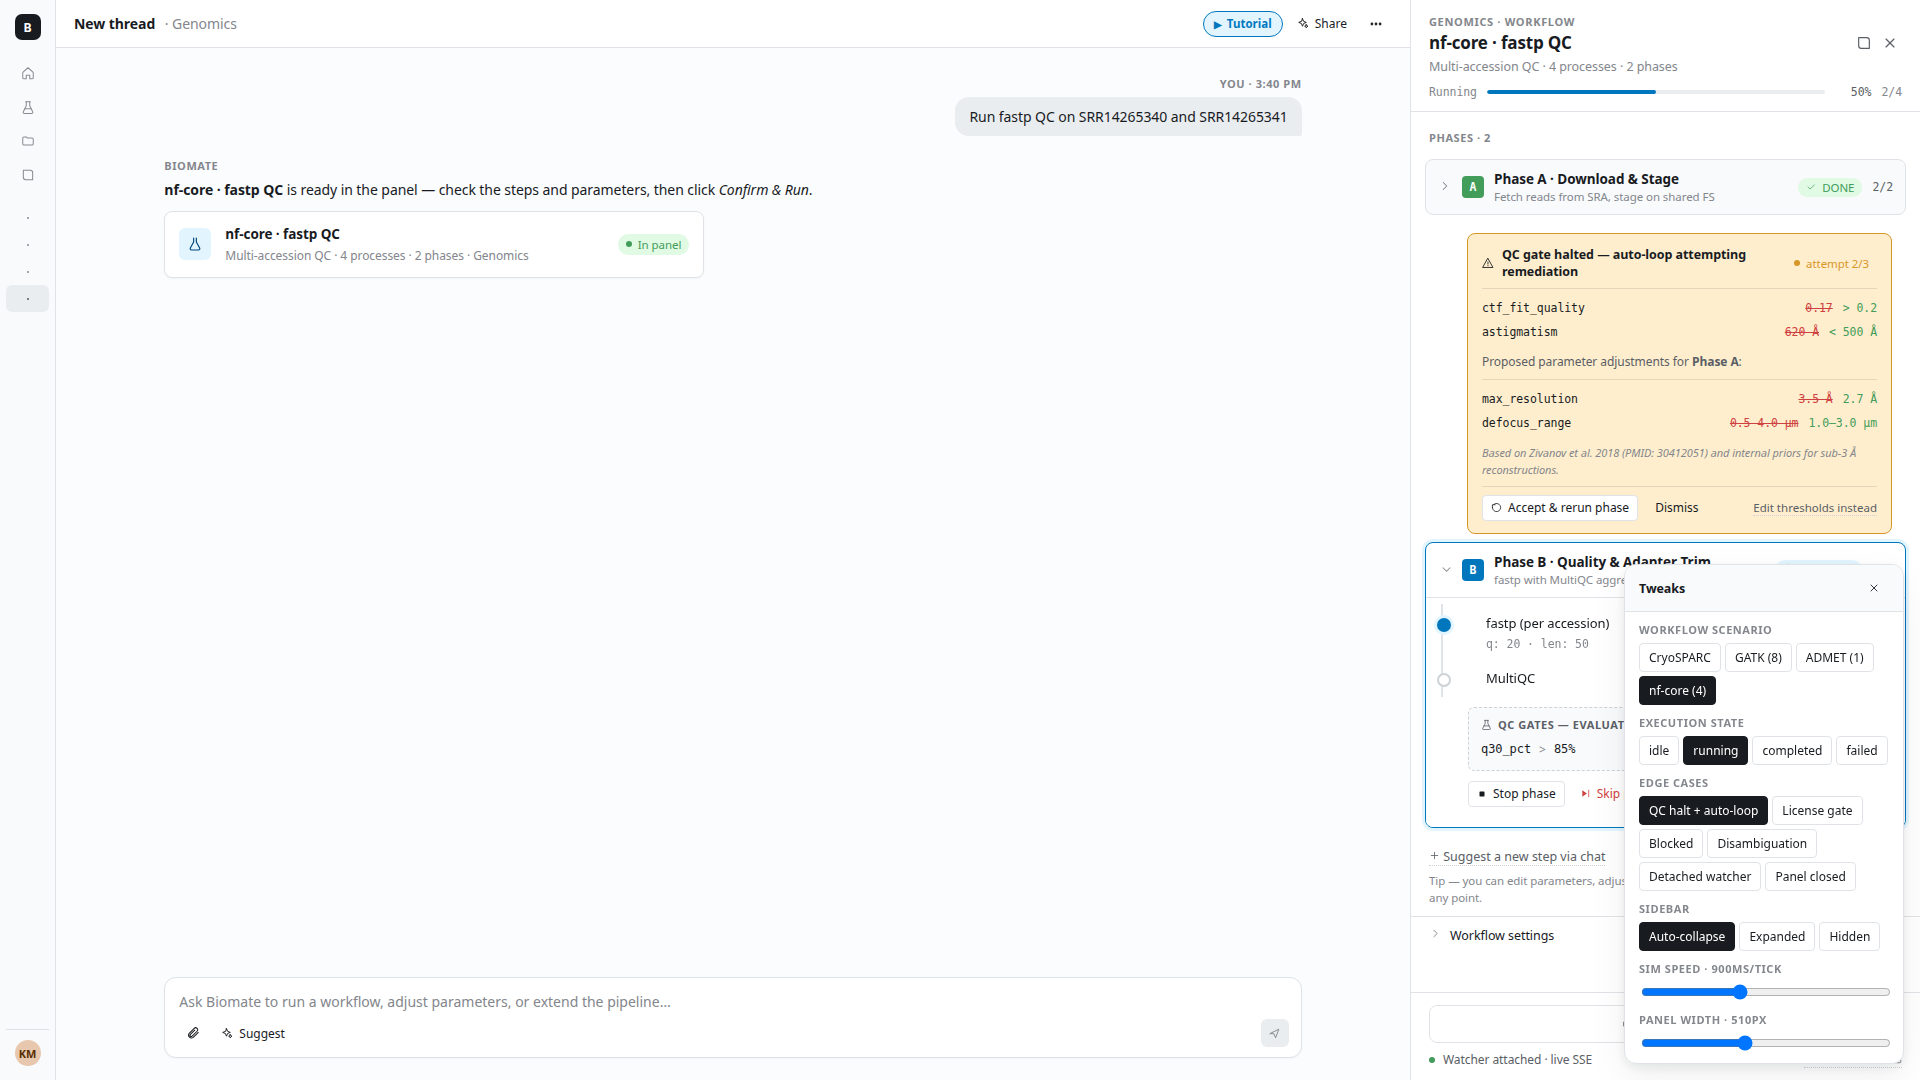 B
New thread · Genomics
▶ Tutorial
Share
YOU · 3:40 PM
Run fastp QC on SRR14265340 and SRR14265341
BIOMATE
nf-core · fastp QC is ready in the panel — check the steps and parameters, then click Confirm & Run.
nf-core · fastp QC
Multi-accession QC · 4 processes · 2 phases · Genomics
In panel
Ask Biomate to run a workflow, adjust parameters, or extend the pipeline...
Suggest
KM
GENOMICS · WORKFLOW
nf-core · fastp QC
Multi-accession QC · 4 processes · 2 phases
Running 50% 2/4
PHASES · 2
A Phase A · Download & Stage
Fetch reads from SRA, stage on shared FS
DONE 2/2
QC gate halted — auto-loop attempting
remediation
attempt 2/3
ctf_fit_quality 0.17 > 0.2
astigmatism 620 Å < 500 Å
Proposed parameter adjustments for Phase A:
max_resolution 3.5 Å 2.7 Å
defocus_range 0.5–4.0 µm 1.0–3.0 µm
Based on Zivanov et al. 2018 (PMID: 30412051) and internal priors for sub-3 Å
reconstructions.
Accept & rerun phase Dismiss Edit thresholds instead
B Phase B · Quality & Adapter Trim
fastp with MultiQC aggre
fastp (per accession)
q: 20 · len: 50
MultiQC
QC GATES — EVALUAT
q30_pct > 85%
Stop phase Skip
+ Suggest a new step via chat
Tip — you can edit parameters, adjus
any point.
Workflow settings
Watcher attached · live SSE
Tweaks
WORKFLOW SCENARIO
CryoSPARC GATK (8) ADMET (1)
nf-core (4)
EXECUTION STATE
idle running completed failed
EDGE CASES
QC halt + auto-loop License gate
Blocked Disambiguation
Detached watcher Panel closed
SIDEBAR
Auto-collapse Expanded Hidden
SIM SPEED · 900MS/TICK
PANEL WIDTH · 510PX